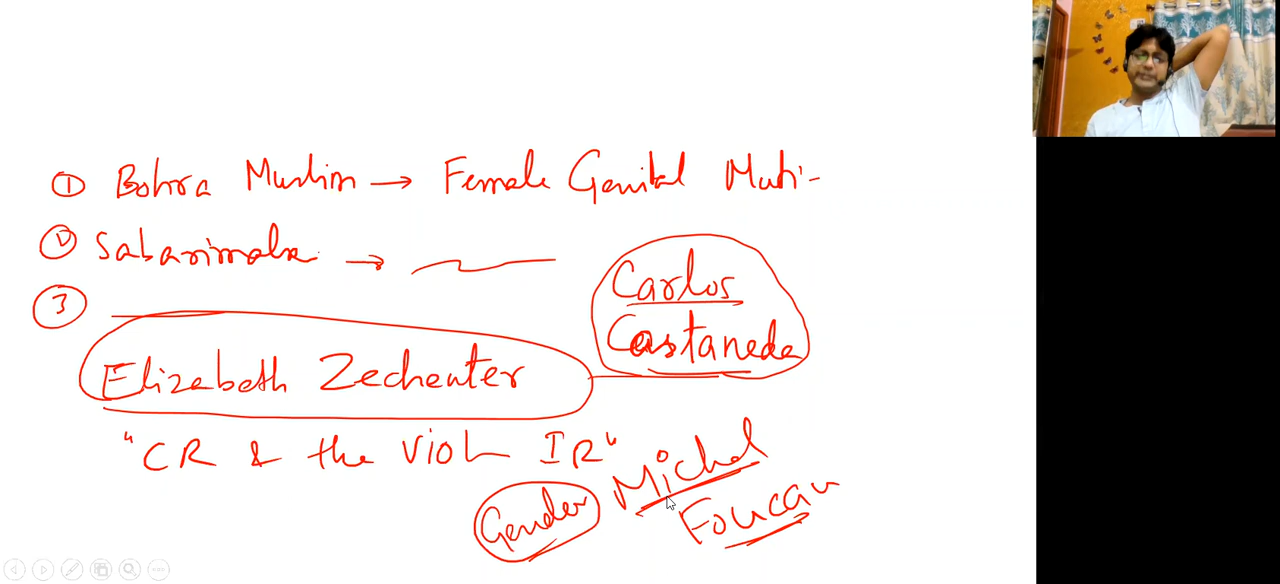 ① Bohra Muslim → Female Genital Muti-
② Sabarimala →
③
Carlos
Castaneda
Elizabeth Zechenter
"CR & the Viol IR"
Gender
Michel
Foucau